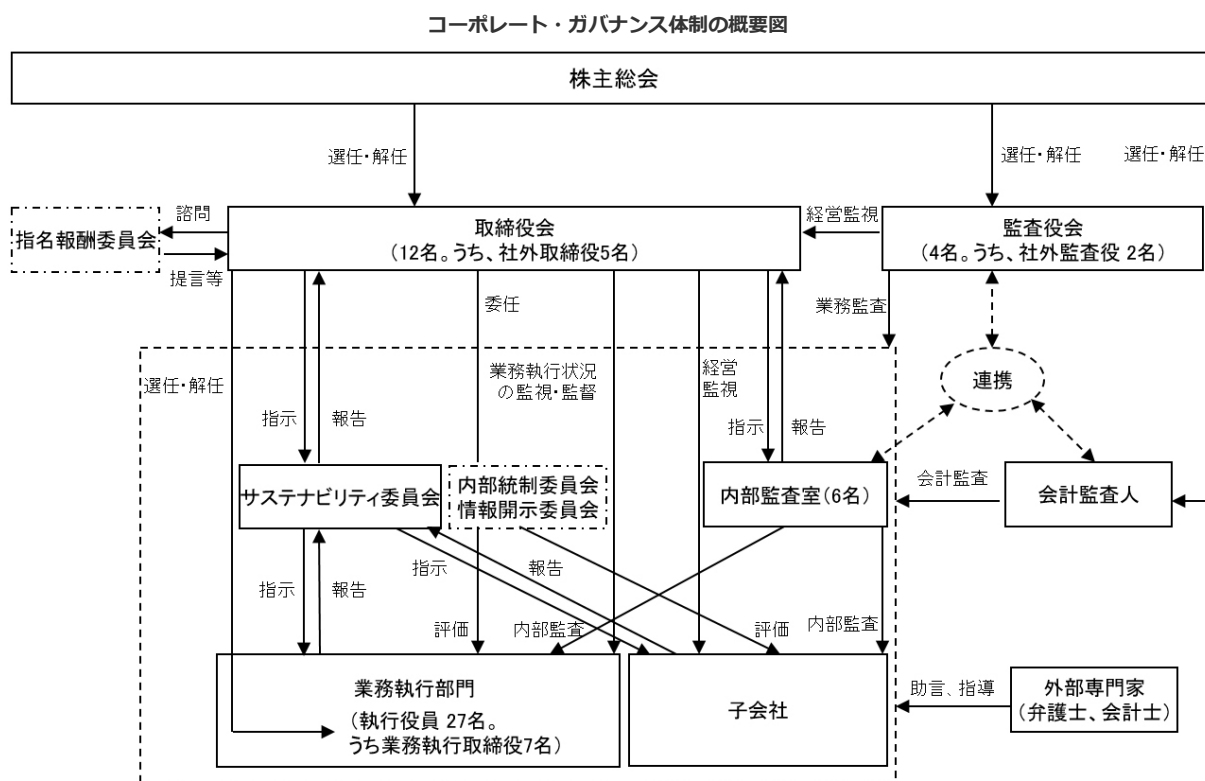 コーポレート・ガバナンス体制の概要図
株主総会
選任・解任
選任・解任
選任・解任
諮問
指名報酬委員会
提言等
取締役会
(12名。うち、社外取締役5名)
経営監視
監査役会
(4名。うち、社外監査役 2名)
委任
業務監査
選任・解任
業務執行状況
の監視・監督
経営
監視
連携
指示
報告
指示
報告
サステナビリティ委員会
内部統制委員会
情報開示委員会
内部監査室(6名)
会計監査
会計監査人
指示
報告
指示
報告
評価
内部監査
評価
内部監査
業務執行部門
(執行役員 27名。
うち業務執行取締役7名)
子会社
助言、指導
外部専門家
(弁護士、会計士)